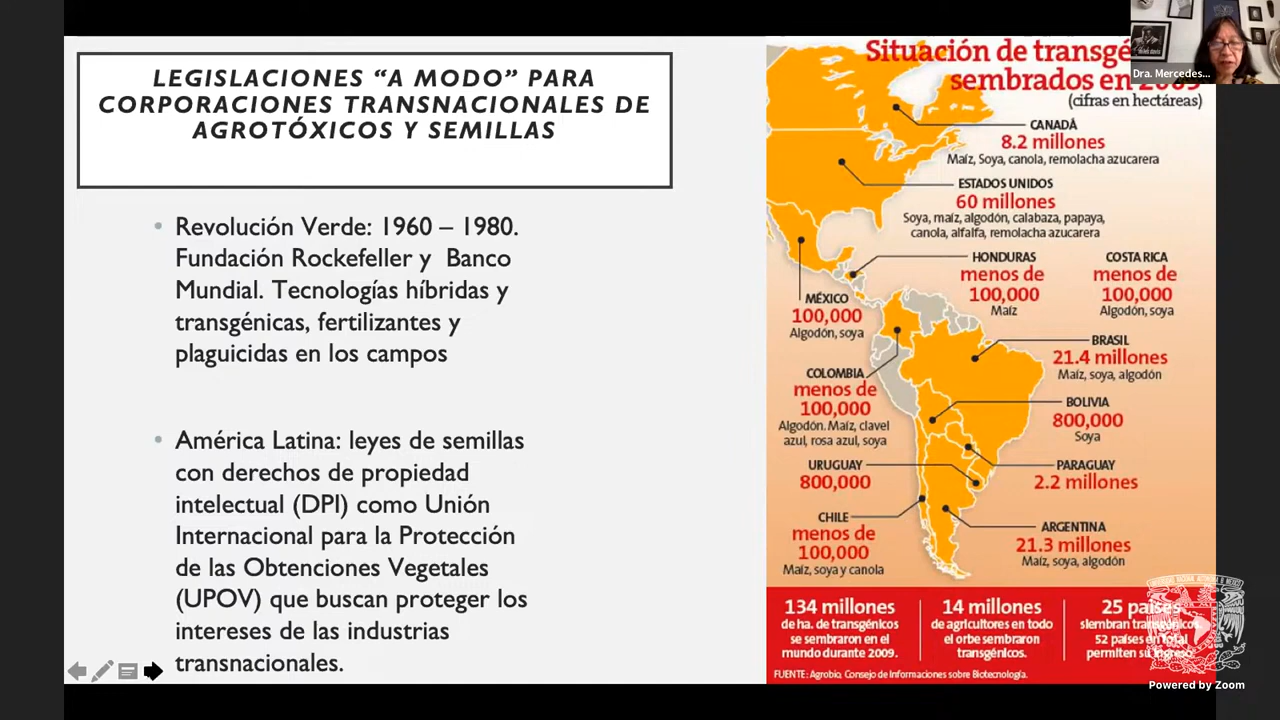 LEGISLACIONES “A MODO” PARA
CORPORACIONES TRANSNACIONALES DE
AGROTÓXICOS Y SEMILLAS
• Revolución Verde: 1960 – 1980.
Fundación Rockefeller y Banco
Mundial. Tecnologías híbridas y
transgénicas, fertilizantes y
plaguicidas en los campos
• América Latina: leyes de semillas
con derechos de propiedad
intelectual (DPI) como Unión
Internacional para la Protección
de las Obtenciones Vegetales
(UPOV) que buscan proteger los
intereses de las industrias
transnacionales.
Situación de
sembrados en
(cifras en hectáreas)
CANADÁ
8.2 millones
Maíz, Soya, canola, remolacha azucarera
ESTADOS UNIDOS
60 millones
Soya, maíz, algodón, calabaza, papaya,
canola, alfalfa, remolacha azucarera
HONDURAS
menos de
100,000
Maíz
COSTA RICA
menos de
100,000
Algodón, soya
MÉXICO
100,000
Algodón, soya
BRASIL
21.4 millones
Maíz, soya, algodón
COLOMBIA
menos de
100,000
Algodón. Maíz, clavel
azul, rosa azul, soya
BOLIVIA
800,000
Soya
URUGUAY
800,000
PARAGUAY
2.2 millones
CHILE
menos de
100,000
Maíz, soya y canola
ARGENTINA
21.3 millones
Maíz, soya, algodón
134 millones
de ha. de transgénicos
se sembraron en el
mundo durante 2009.
14 millones
de agricultores en todo
el orbe sembraron
transgénicos.
25 países
siembran transgénicos.
52 países en total
permiten su
FUENTE: Agrobio, Consejo de Informaciones sobre Biotecnología.
Dra. Mercedes...
Powered by Zoom